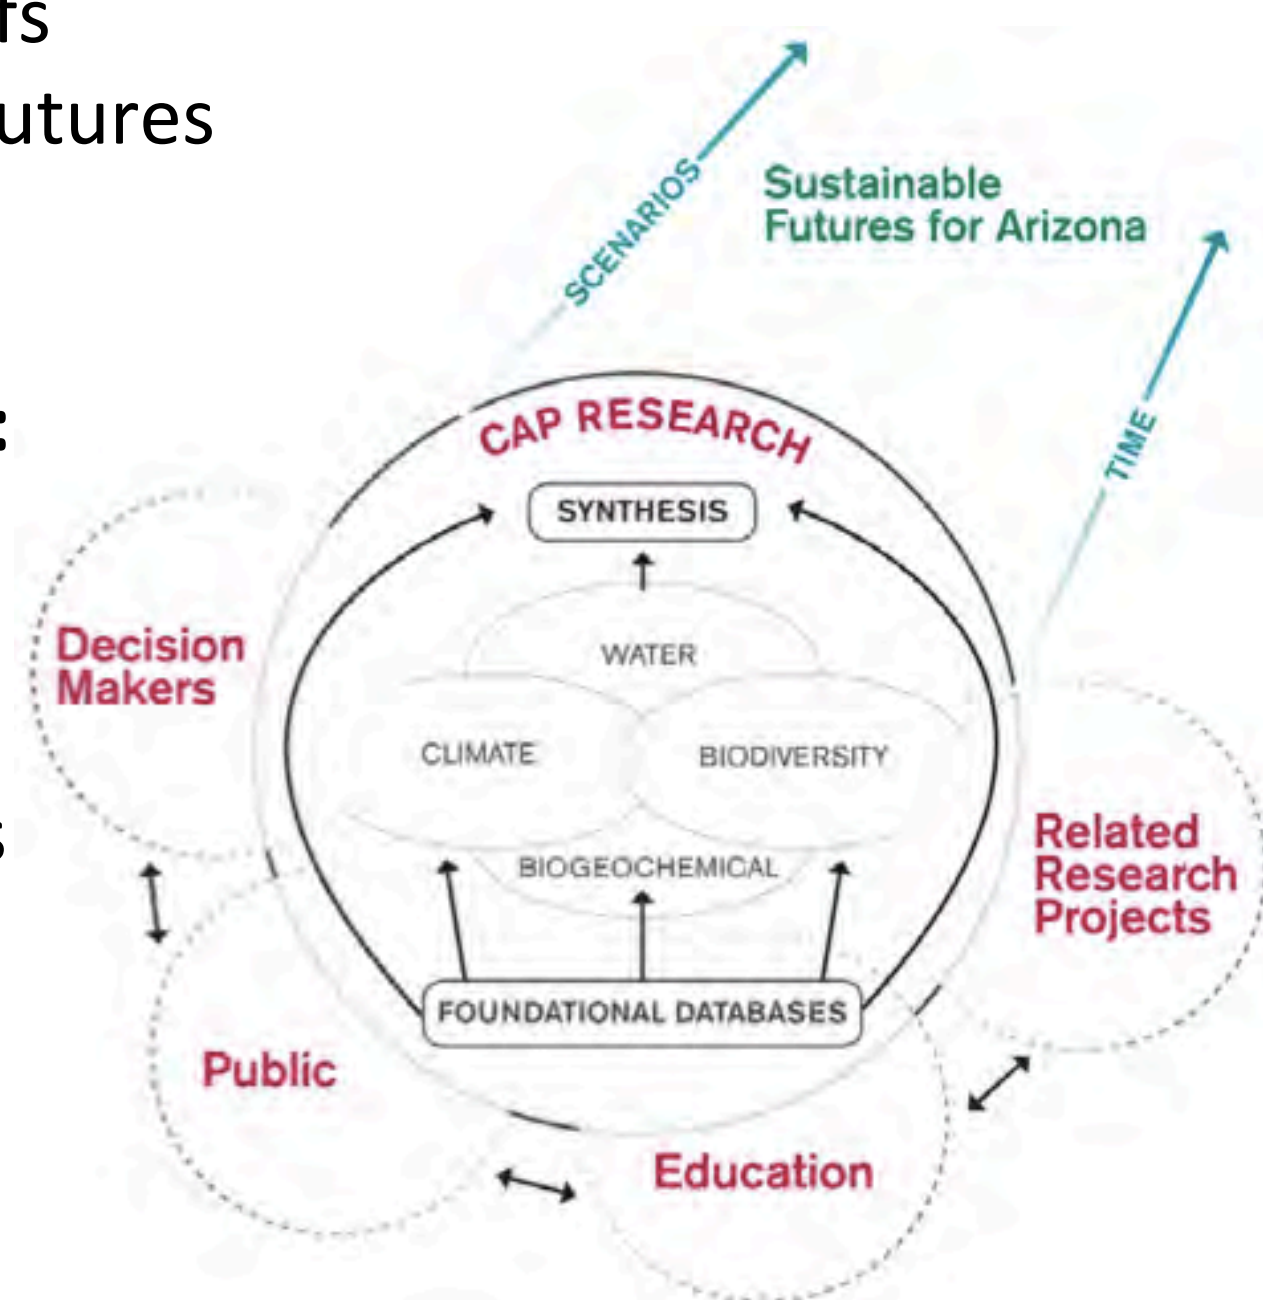 utures
SCENARIOS
Sustainable
Futures for Arizona
TIME
CAP RESEARCH
SYNTHESIS
WATER
Decision
Makers
CLIMATE
BIODIVERSITY
Related
Research
Projects
BIOGEOCHEMICAL
FOUNDATIONAL DATABASES
Public
Education